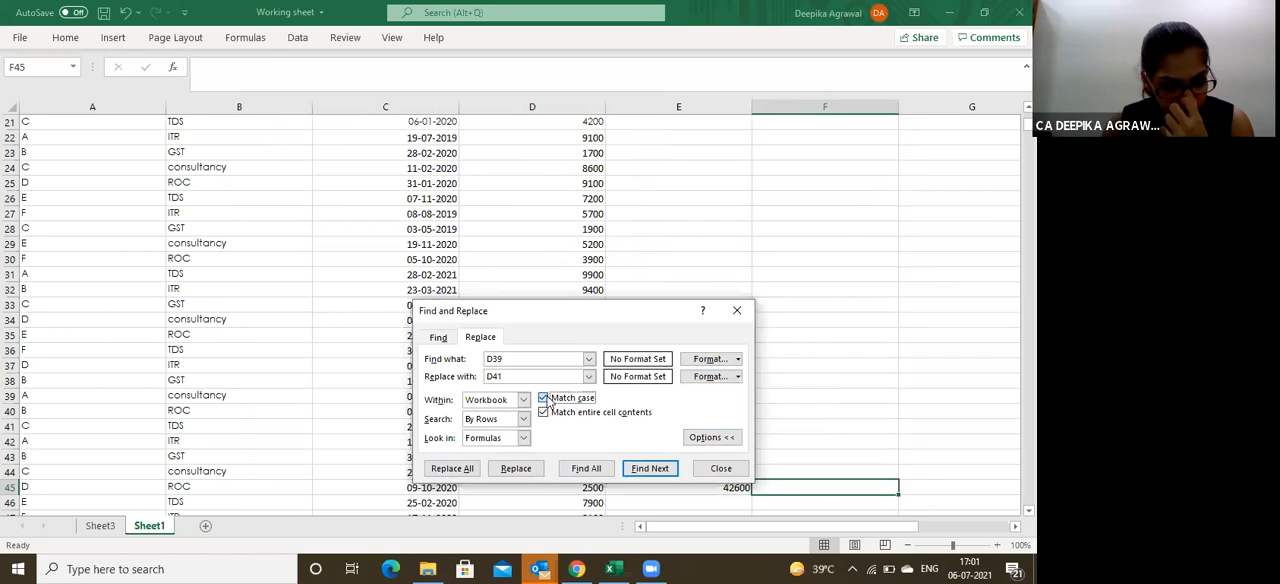 AutoSave Off Working sheet Search (Alt+Q) Deepika Agrawal DA
File Home Insert Page Layout Formulas Data Review View Help Share Comments
F45 fx
A B C D E F G
21 C TDS 06-01-2020 4200
22 A ITR 19-07-2019 9100
23 B GST 28-02-2020 1700
24 C consultancy 11-02-2020 8600
25 D ROC 31-01-2020 9100
26 E TDS 07-11-2020 7200
27 F ITR 08-08-2019 5700
28 C GST 03-05-2019 1900
29 E consultancy 19-11-2020 5200
30 F ROC 05-10-2020 3900
31 A TDS 28-02-2021 9900
32 B ITR 23-03-2021 9400
33 C GST 0
34 D consultancy 0
35 E ROC 2
36 F TDS 3
37 D ITR 0
38 B GST 1
39 A consultancy 0
40 C ROC 2
41 D TDS
42 A ITR
43 B GST
44 C consultancy 2
45 D ROC 09-10-2020 2500 42600
46 E TDS 25-02-2020 7900
Find and Replace ?
Find Replace
Find what: D39 No Format Set Format...
Replace with: D41 No Format Set Format...
Within: Workbook Match case
Match entire cell contents
Search: By Rows
Look in: Formulas Options <<
Replace All Replace Find All Find Next Close
Sheet3 Sheet1
Ready 100%
Type here to search 39°C ENG 17:01
06-07-2021 21
CA DEEPIKA AGRAW...